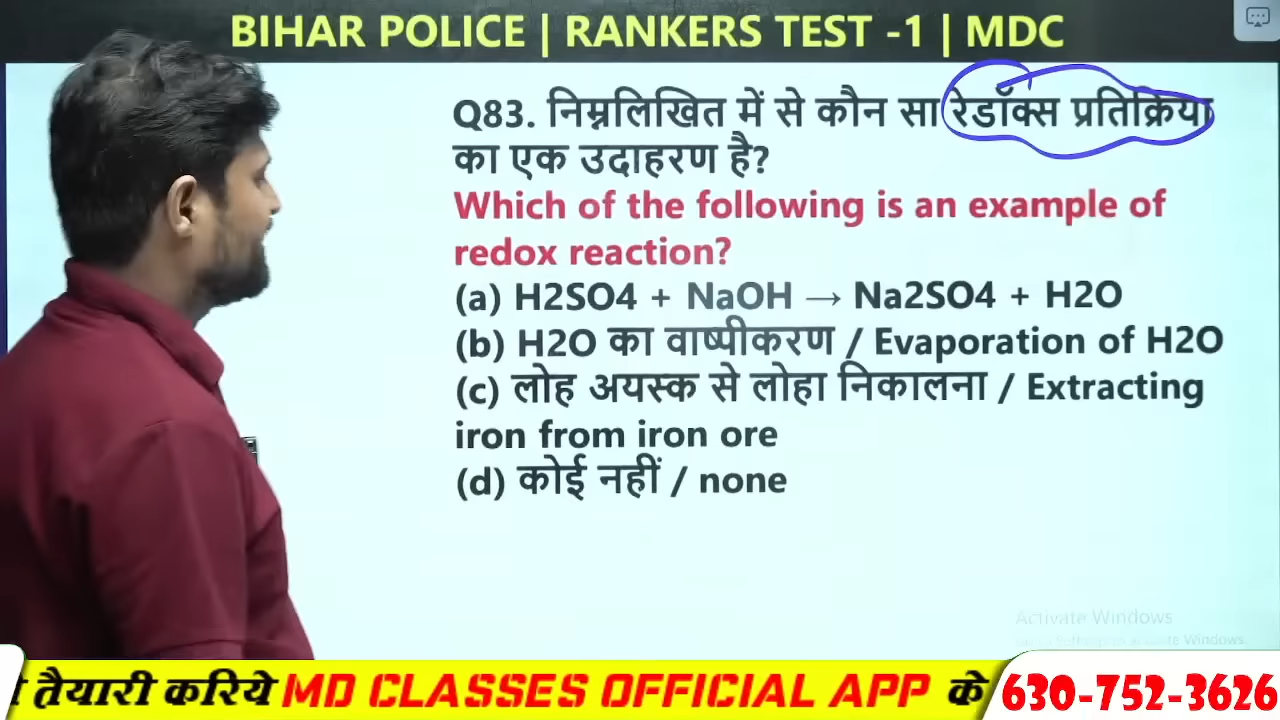 BIHAR POLICE | RANKERS TEST -1 | MDC
Q83. निम्नलिखित में से कौन सा रेडॉक्स प्रतिक्रिया
का एक उदाहरण है?
Which of the following is an example of
redox reaction?
(a) H2SO4 + NaOH → Na2SO4 + H2O
(b) H2O का वाष्पीकरण / Evaporation of H2O
(c) लोह अयस्क से लोहा निकालना / Extracting
iron from iron ore
(d) कोई नहीं / none
Activate Windows
तैयारी करिये MD CLASSES OFFICIAL APP के
630-752-3626